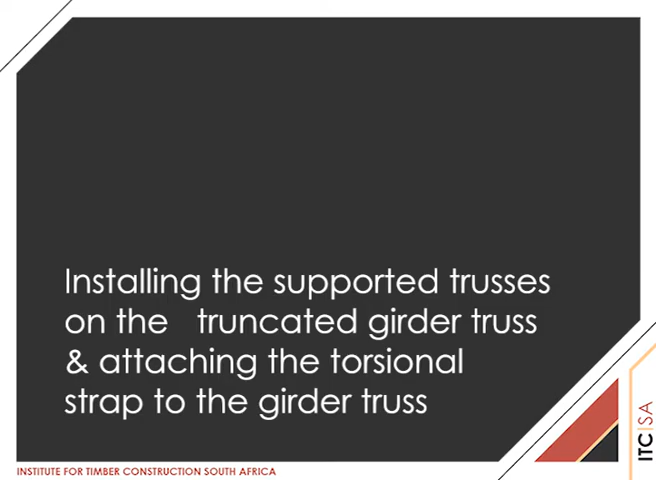 Installing the supported trusses
on the   truncated girder truss
& attaching the torsional
strap to the girder truss
INSTITUTE FOR TIMBER CONSTRUCTION SOUTH AFRICA
ITC|SA